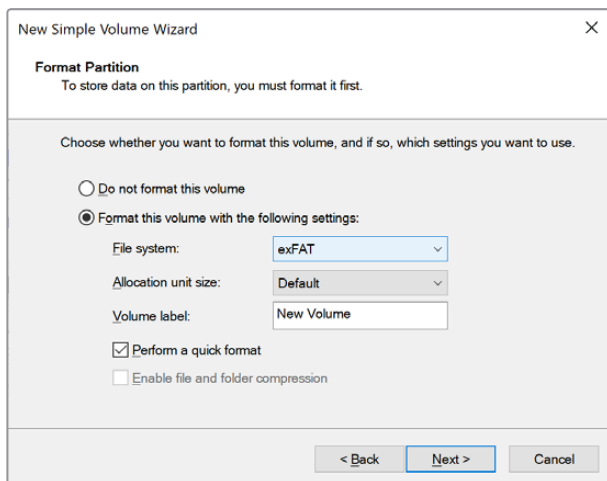 New Simple Volume Wizard
Format Partition
To store data on this partition, you must format it first.
Choose whether you want to format this volume, and if so, which settings you want to use.
Do not format this volume
Format this volume with the following settings:
File system: exFAT
Allocation unit size: Default
Volume label: New Volume
Perform a quick format
Enable file and folder compression
< Back Next > Cancel